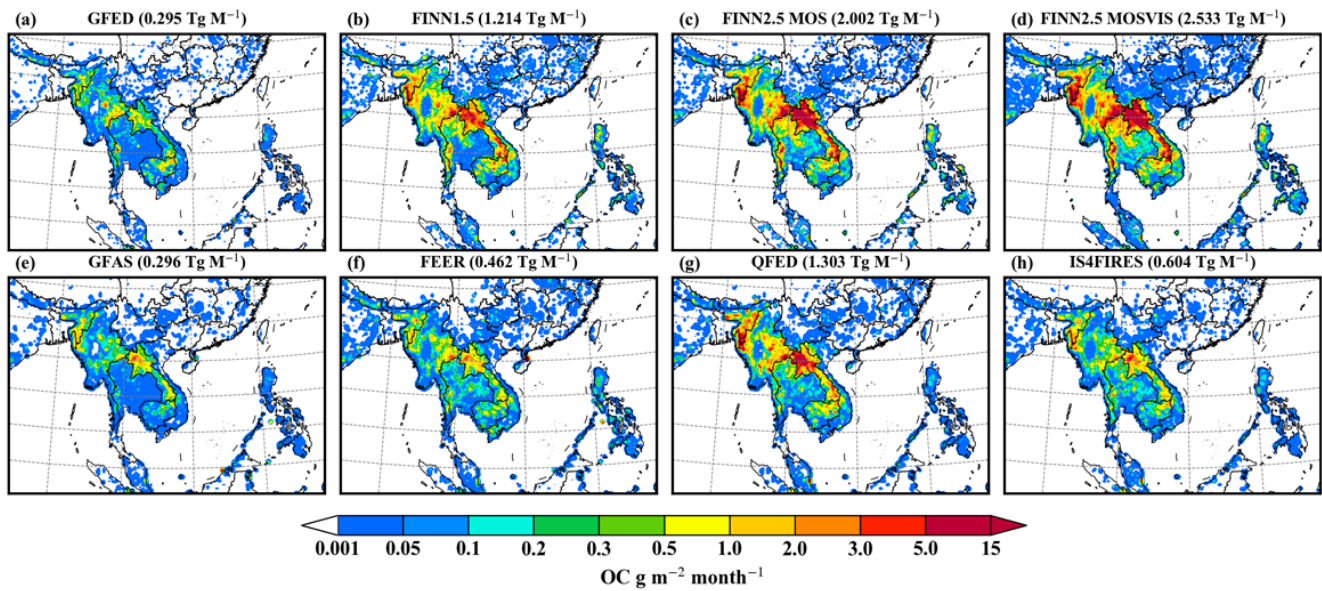 (a) GFED (0.295 Tg M⁻¹)
(b) FINN1.5 (1.214 Tg M⁻¹)
(c) FINN2.5 MOS (2.002 Tg M⁻¹)
(d) FINN2.5 MOSVIS (2.533 Tg M⁻¹)
(e) GFAS (0.296 Tg M⁻¹)
(f) FEER (0.462 Tg M⁻¹)
(g) QFED (1.303 Tg M⁻¹)
(h) IS4FIRES (0.604 Tg M⁻¹)
0.001 0.05 0.1 0.2 0.3 0.5 1.0 2.0 3.0 5.0 15
OC g m⁻² month⁻¹